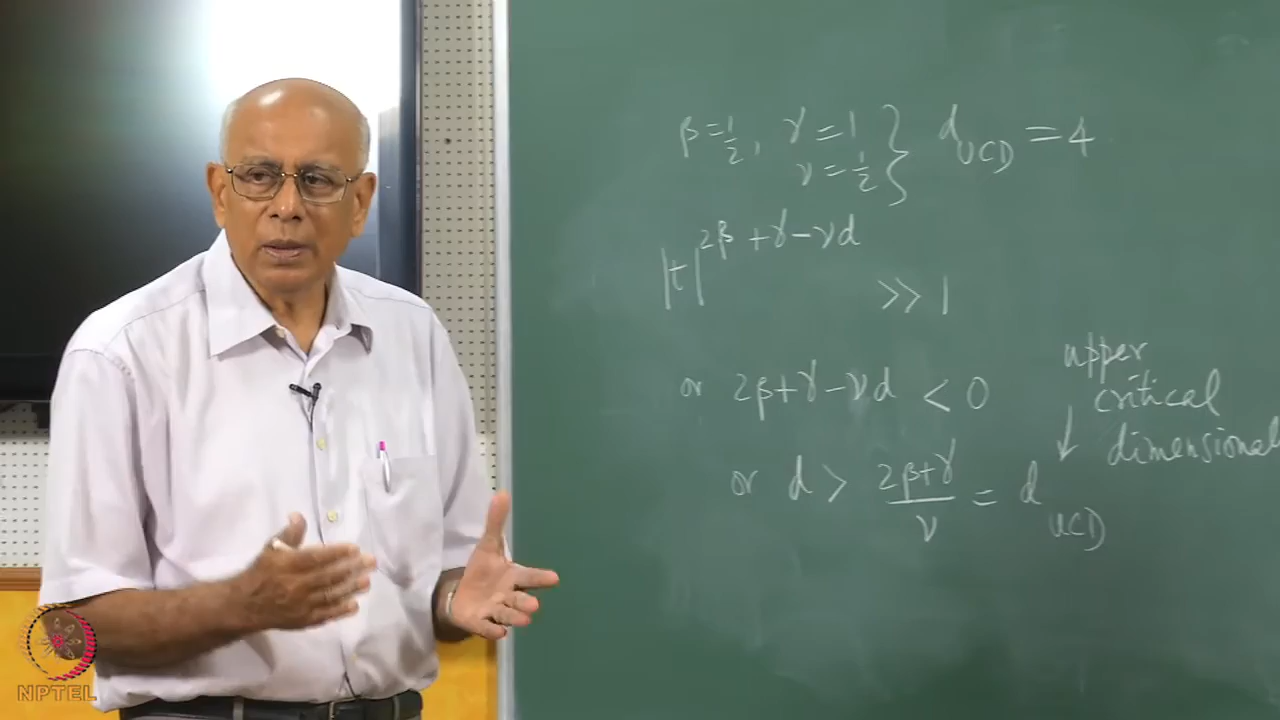 β = 1/2, γ = 1 } d_UCD = 4
ν = 1/2
|t|^{2β+γ-νd} >> 1
upper
or 2β+γ-νd < 0 critical
↓ dimensional
or d > (2β+γ)/ν = d_UCD
NPTEL